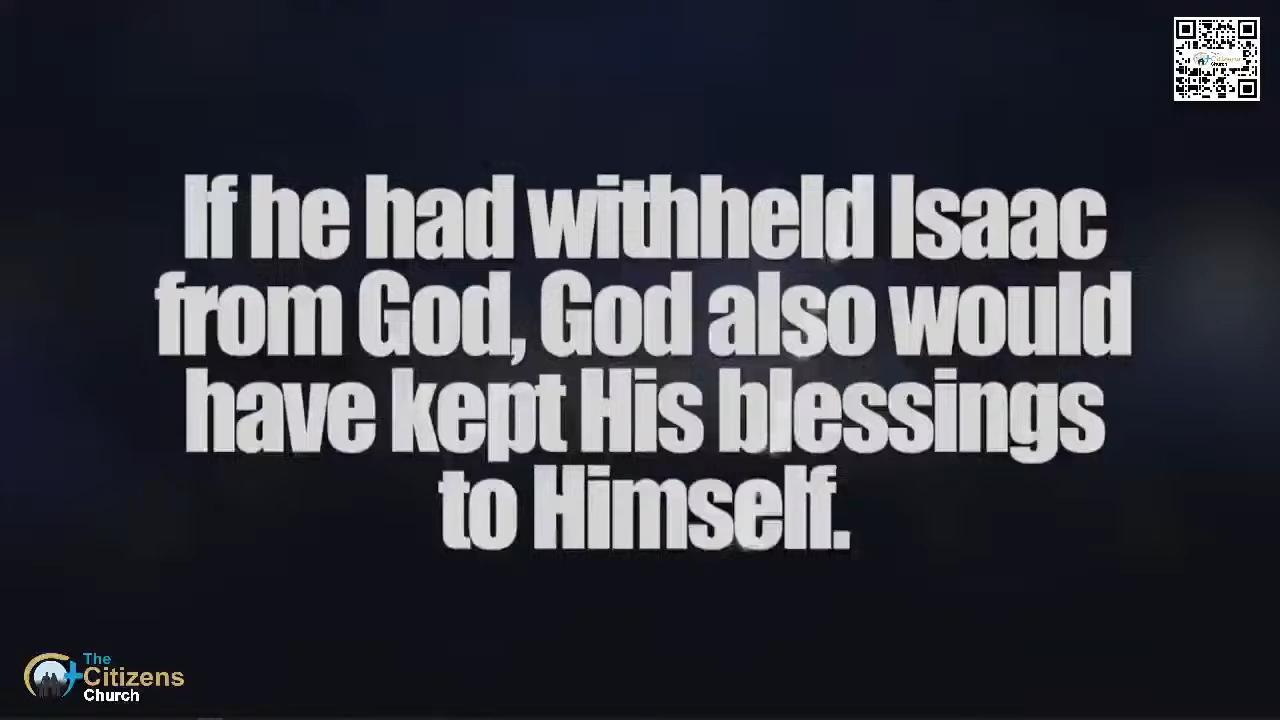 If he had withheld Isaac
from God, God also would
have kept His blessings
to Himself.
The
Citizens
Church